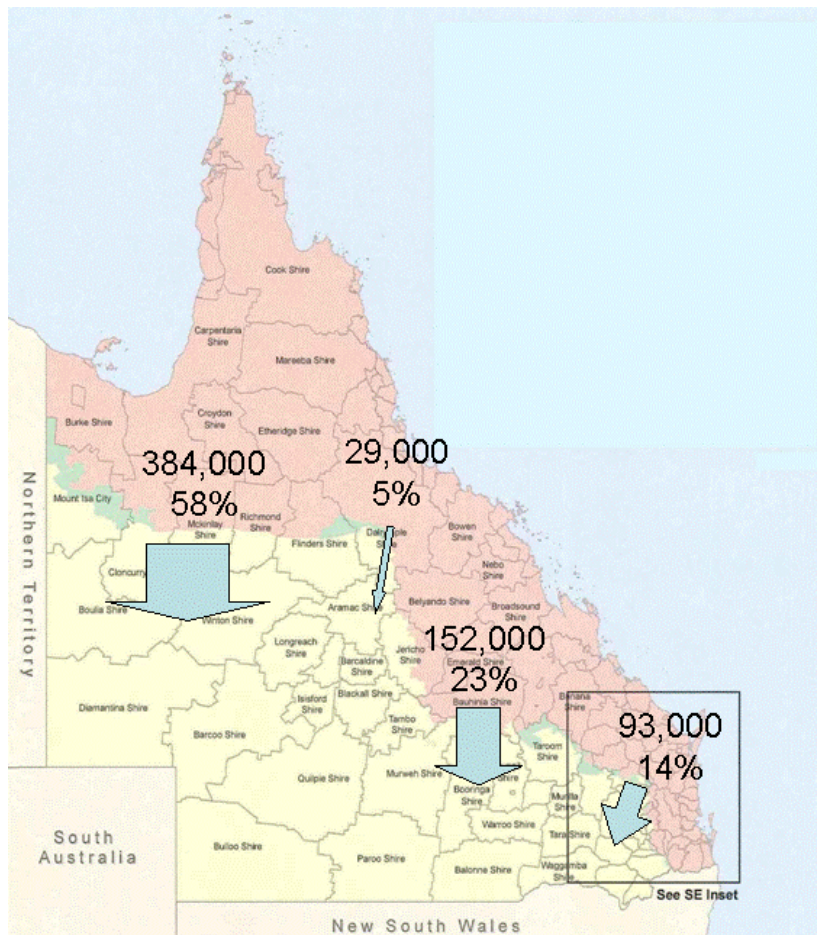 Cook Shire
Carpentaria
Shire
Mareeba Shire
Croydon
Shire
Burke Shire
Etheridge Shire
384,000
58%
29,000
5%
Mount Isa City
Mckinlay
Shire
Richmond
Shire
Flinders Shire
Bowen
Shire
Nebo
Shire
Cloncurry
Boulia Shire
Winton Shire
Aramac Shire
Belyando Shire
Broadsound
Shire
Longreach
Shire
Barcaldine
Shire
Jericho
Shire
152,000
23%
Emerald Shire
Bauhinia Shire
Banana
Shire
Diamantina Shire
Isisford
Shire
Blackall Shire
Tambo
Shire
Barcoo Shire
93,000
14%
Taroom
Shire
Quilpie Shire
Murweh Shire
Shire
Booringa
Shire
Murilla
Shire
Warroo Shire
Tara Shire
Bulloo Shire
Paroo Shire
Balonne Shire
Waggamba
Shire
See SE Inset
Northern Territory
South
Australia
New South Wales